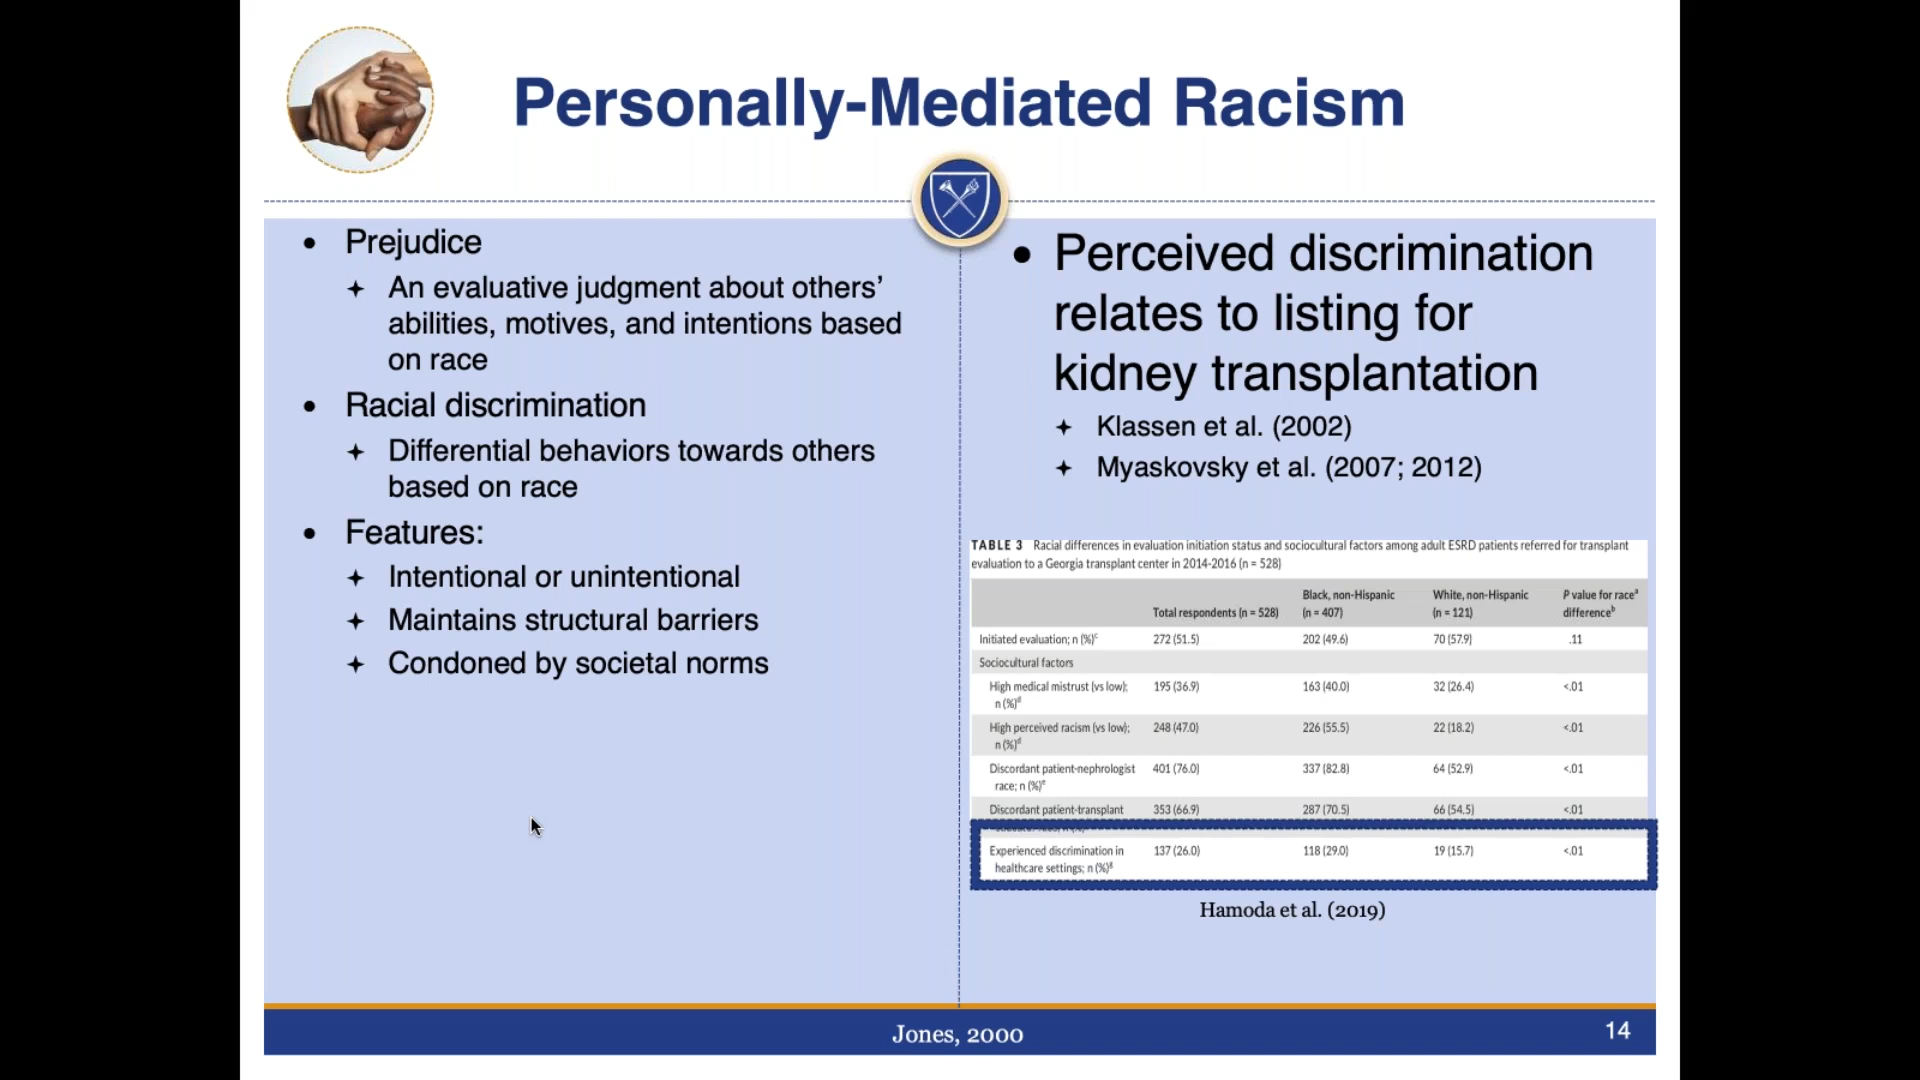 Personally-Mediated Racism
• Prejudice
✦ An evaluative judgment about others’
abilities, motives, and intentions based
on race
• Racial discrimination
✦ Differential behaviors towards others
based on race
• Features:
✦ Intentional or unintentional
✦ Maintains structural barriers
✦ Condoned by societal norms
• Perceived discrimination
relates to listing for
kidney transplantation
✦ Klassen et al. (2002)
✦ Myaskovsky et al. (2007; 2012)
TABLE 3 Racial differences in evaluation initiation status and sociocultural factors among adult ESRD patients referred for transplant
evaluation to a Georgia transplant center in 2014-2016 (n = 528)
Black, non-Hispanic White, non-Hispanic P value for raceᵃ
Total respondents (n = 528) (n = 407) (n = 121) differenceᵇ
Initiated evaluation; n (%)ᶜ 272 (51.5) 202 (49.6) 70 (57.9) .11
Sociocultural factors
High medical mistrust (vs low); 195 (36.9) 163 (40.0) 32 (26.4) <.01
n (%)ᵈ
High perceived racism (vs low); 248 (47.0) 226 (55.5) 22 (18.2) <.01
n (%)ᵈ
Discordant patient-nephrologist 401 (76.0) 337 (82.8) 64 (52.9) <.01
race; n (%)ᵉ
Discordant patient-transplant 353 (66.9) 287 (70.5) 66 (54.5) <.01
Experienced discrimination in 137 (26.0) 118 (29.0) 19 (15.7) <.01
healthcare settings; n (%)ᵍ
Hamoda et al. (2019)
Jones, 2000
14